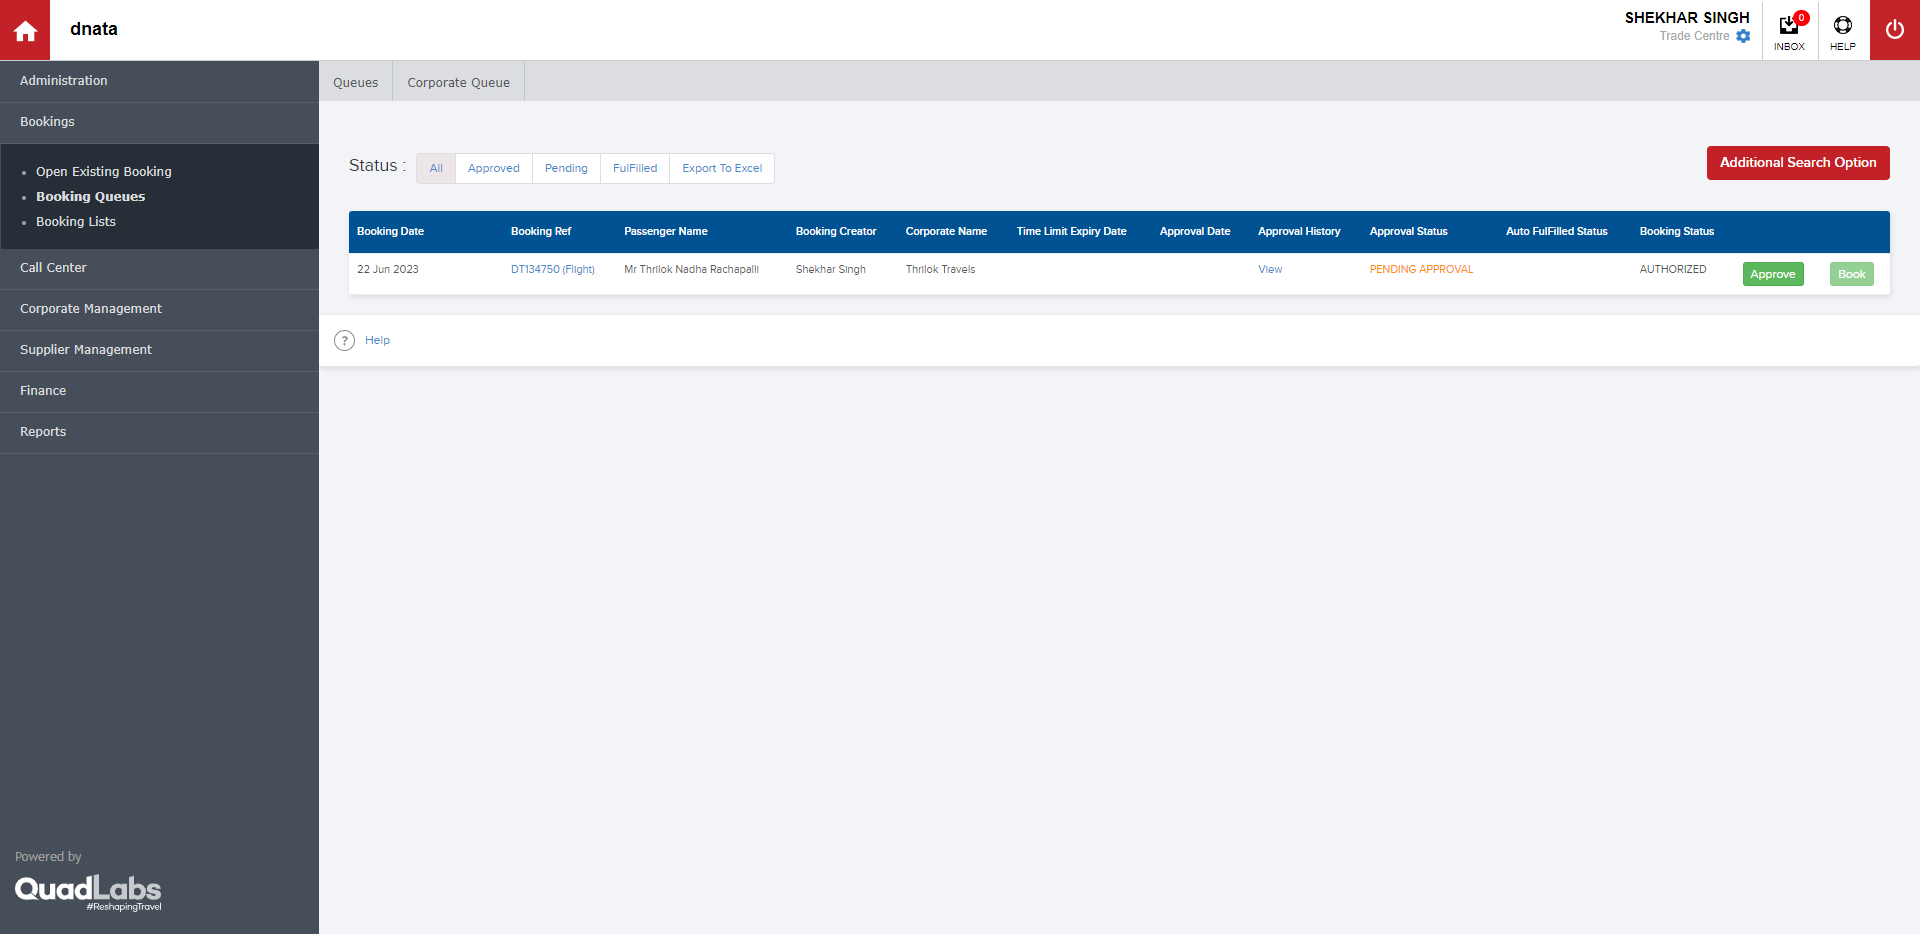 dnata
SHEKHAR SINGH
Trade Centre
0
INBOX
HELP
Administration
Bookings
Open Existing Booking
Booking Queues
Booking Lists
Call Center
Corporate Management
Supplier Management
Finance
Reports
Powered by
QuadLabs
#ReshapingTravel
Queues Corporate Queue
Status : All Approved Pending FulFilled Export To Excel
Additional Search Option
Booking Date Booking Ref Passenger Name Booking Creator Corporate Name Time Limit Expiry Date Approval Date Approval History Approval Status Auto FulFilled Status Booking Status
22 Jun 2023 DT134750 (Flight) Mr Thrilok Nadha Rachapalli Shekhar Singh Thrilok Travels View PENDING APPROVAL AUTHORIZED Approve Book
? Help